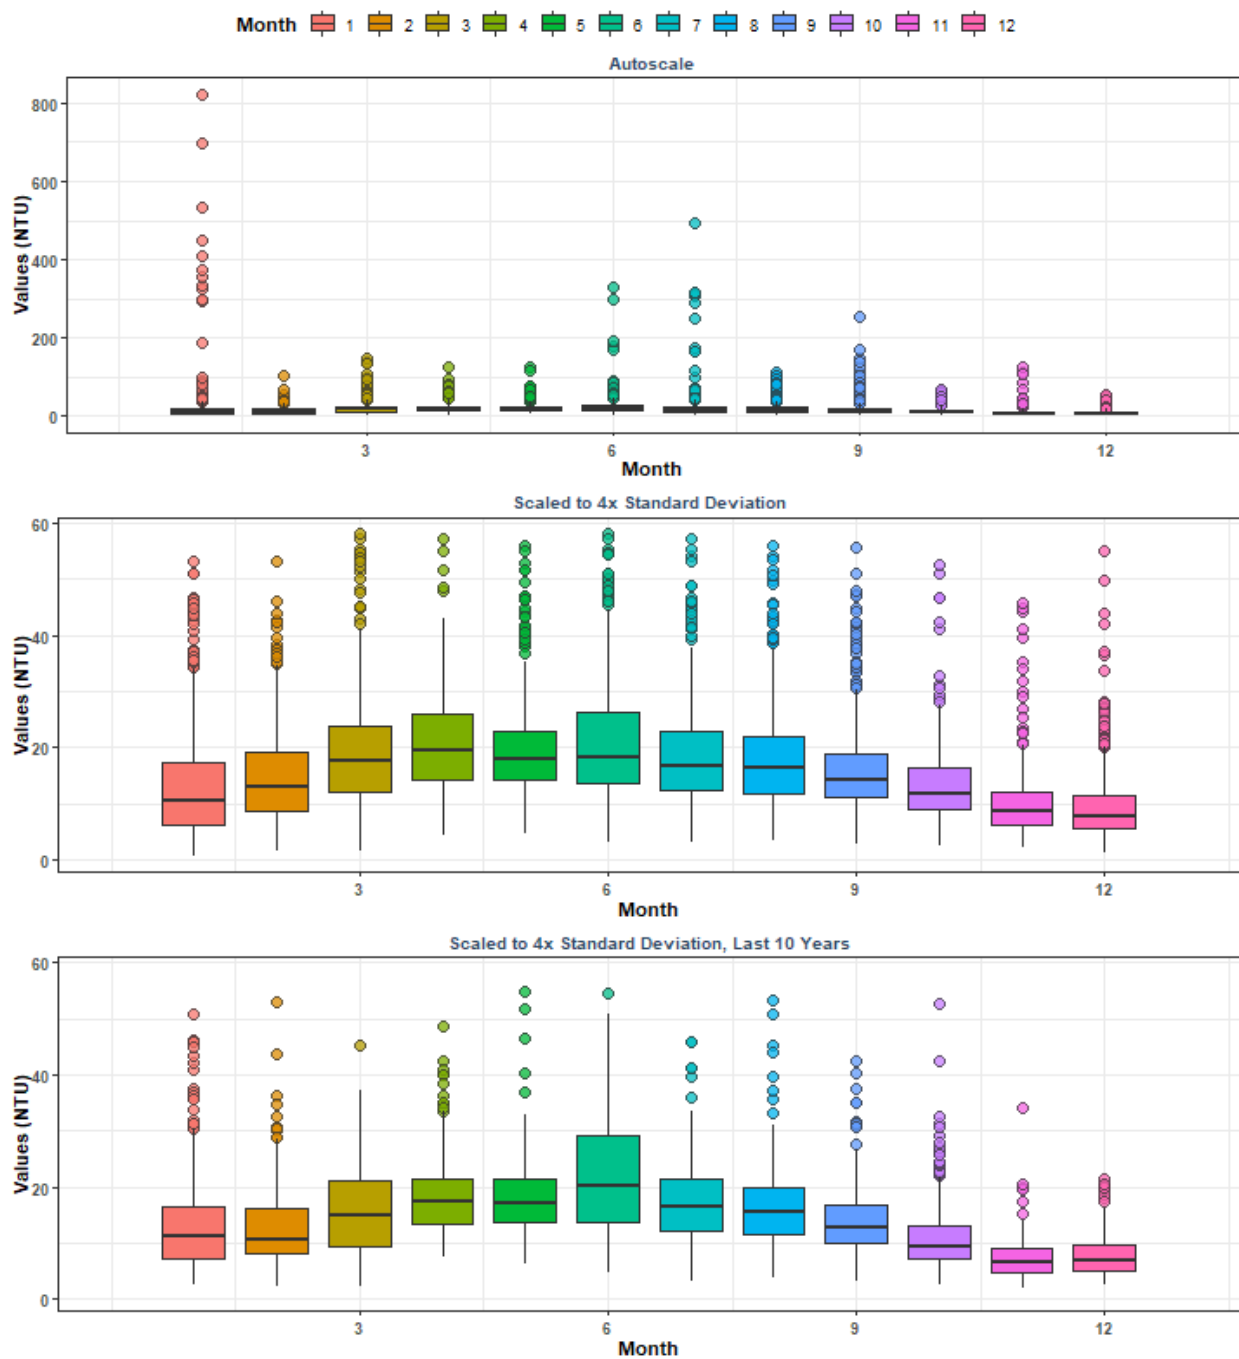 Month 1 2 3 4 5 6 7 8 9 10 11 12
Autoscale
Values (NTU)
800
600
400
200
0
3 6 9 12
Month
Scaled to 4x Standard Deviation
Values (NTU)
60
40
20
0
3 6 9 12
Month
Scaled to 4x Standard Deviation, Last 10 Years
Values (NTU)
60
40
20
0
3 6 9 12
Month